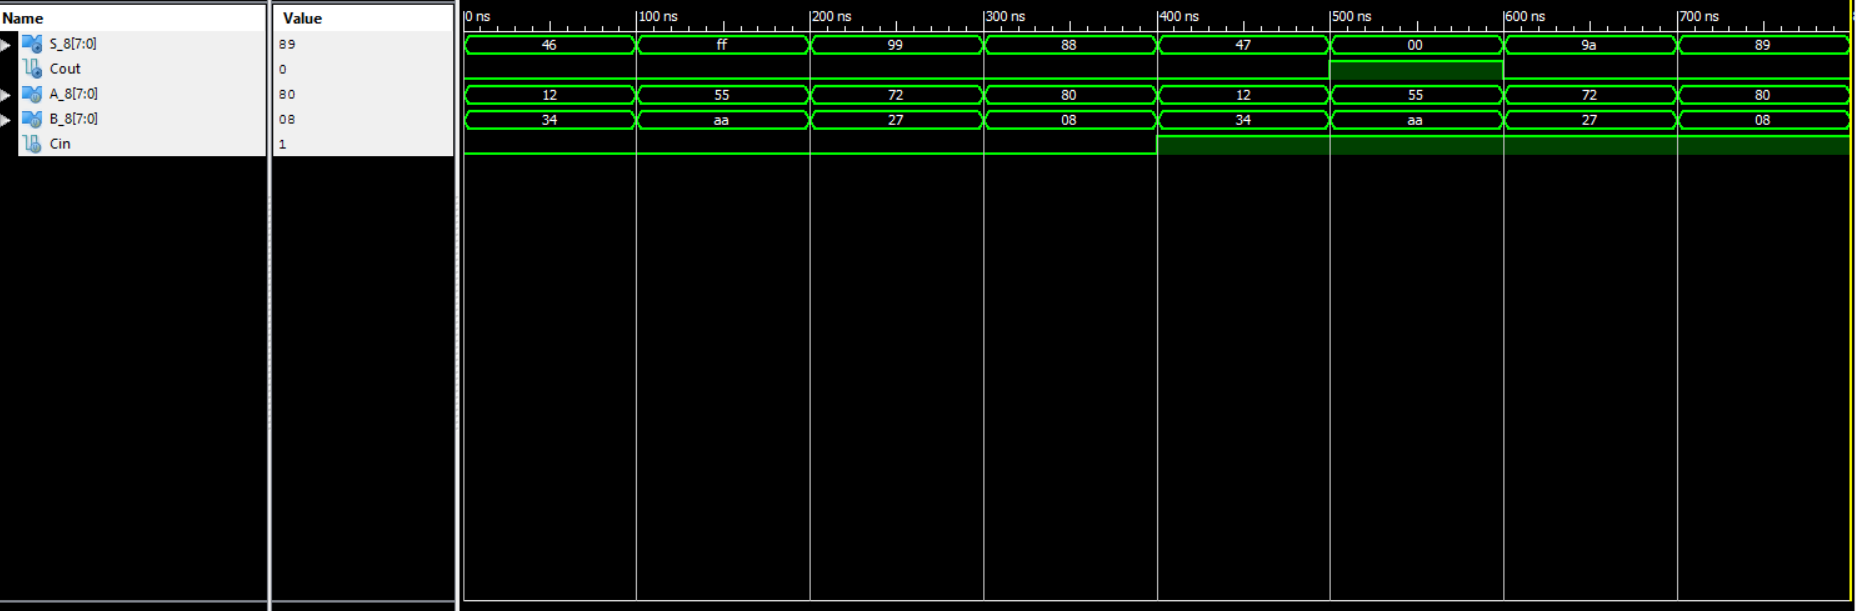 Name Value 0 ns 100 ns 200 ns 300 ns 400 ns 500 ns 600 ns 700 ns
S_8[7:0] 89 46 ff 99 88 47 00 9a 89
Cout 0
A_8[7:0] 80 12 55 72 80 12 55 72 80
B_8[7:0] 08 34 aa 27 08 34 aa 27 08
Cin 1